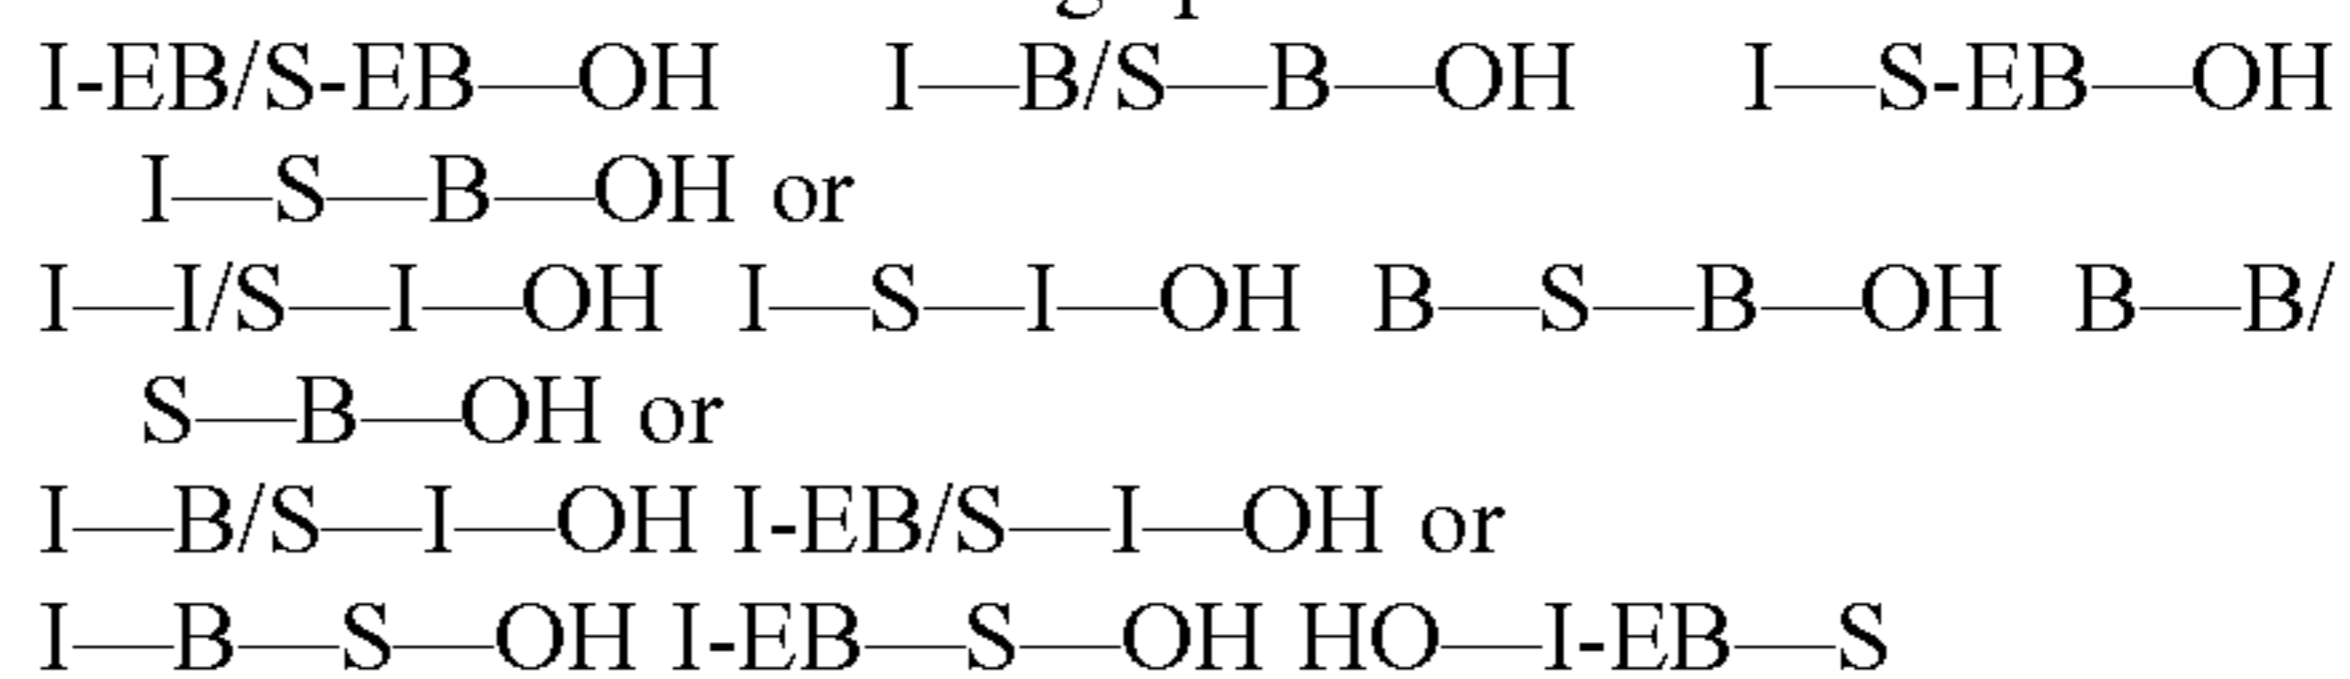 I-EB/S-EB—OH I—B/S—B—OH I—S-EB—OH
I—S—B—OH or
I—I/S—I—OH I—S—I—OH B—S—B—OH B—B/
S—B—OH or
I—B/S—I—OH I-EB/S—I—OH or
I—B—S—OH I-EB—S—OH HO—I-EB—S